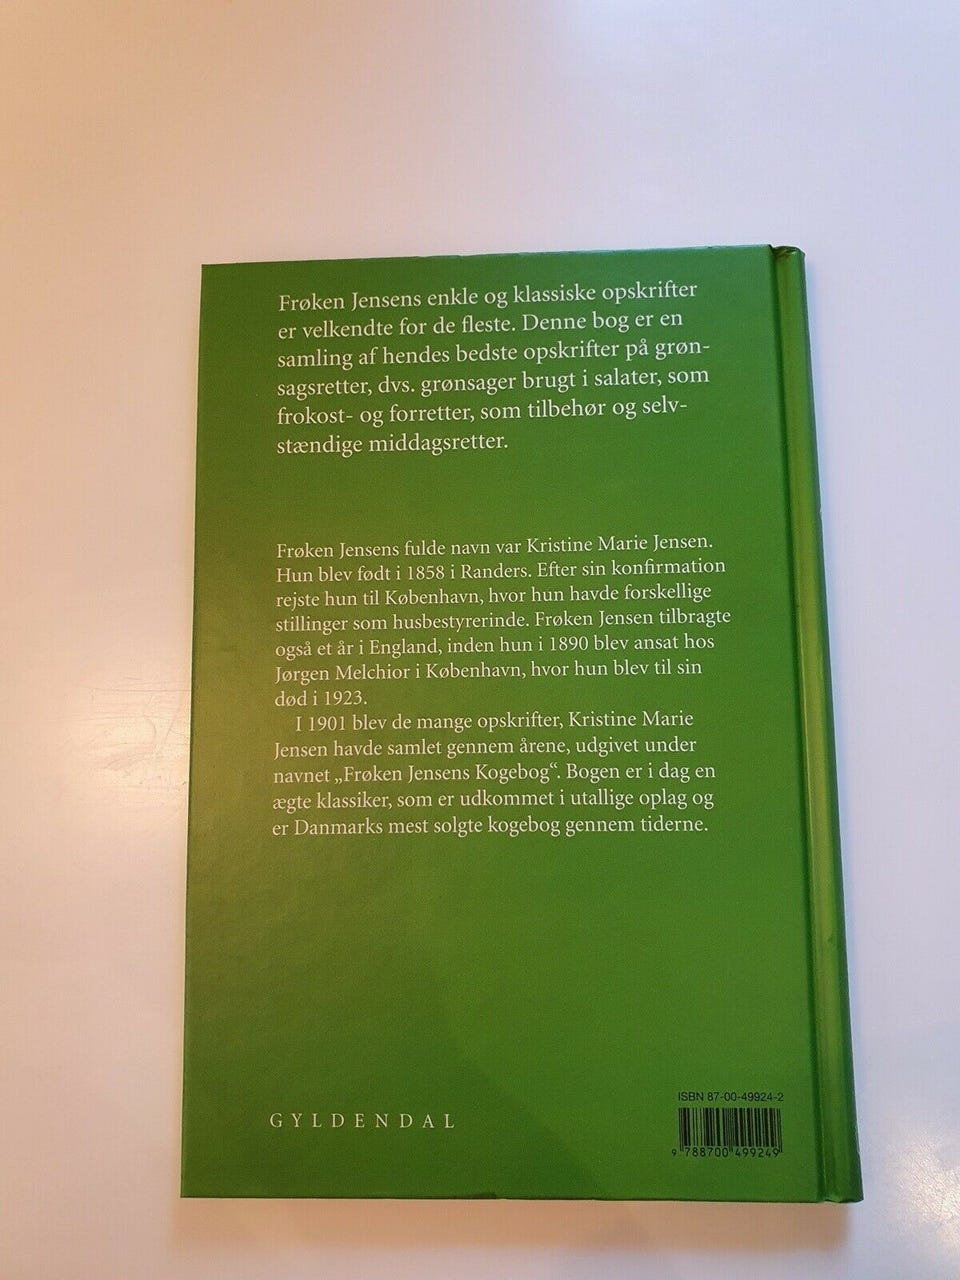 Frøken Jensens enkle og klassiske opskrifter
er velkendte for de fleste. Denne bog er en
samling af hendes bedste opskrifter på grøn-
sagsretter, dvs. grønsager brugt i salater, som
frokost- og forretter, som tilbehør og selv-
stændige middagsretter.
Frøken Jensens fulde navn var Kristine Marie Jensen.
Hun blev født i 1858 i Randers. Efter sin konfirmation
rejste hun til København, hvor hun havde forskellige
stillinger som husbestyrerinde. Frøken Jensen tilbragte
også et år i England, inden hun i 1890 blev ansat hos
Jørgen Melchior i København, hvor hun blev til sin
død i 1923.
I 1901 blev de mange opskrifter, Kristine Marie
Jensen havde samlet gennem årene, udgivet under
navnet „Frøken Jensens Kogebog“. Bogen er i dag en
ægte klassiker, som er udkommet i utallige oplag og
er Danmarks mest solgte kogebog gennem tiderne.
GYLDENDAL
ISBN 87-00-49924-2
9 788700 499249